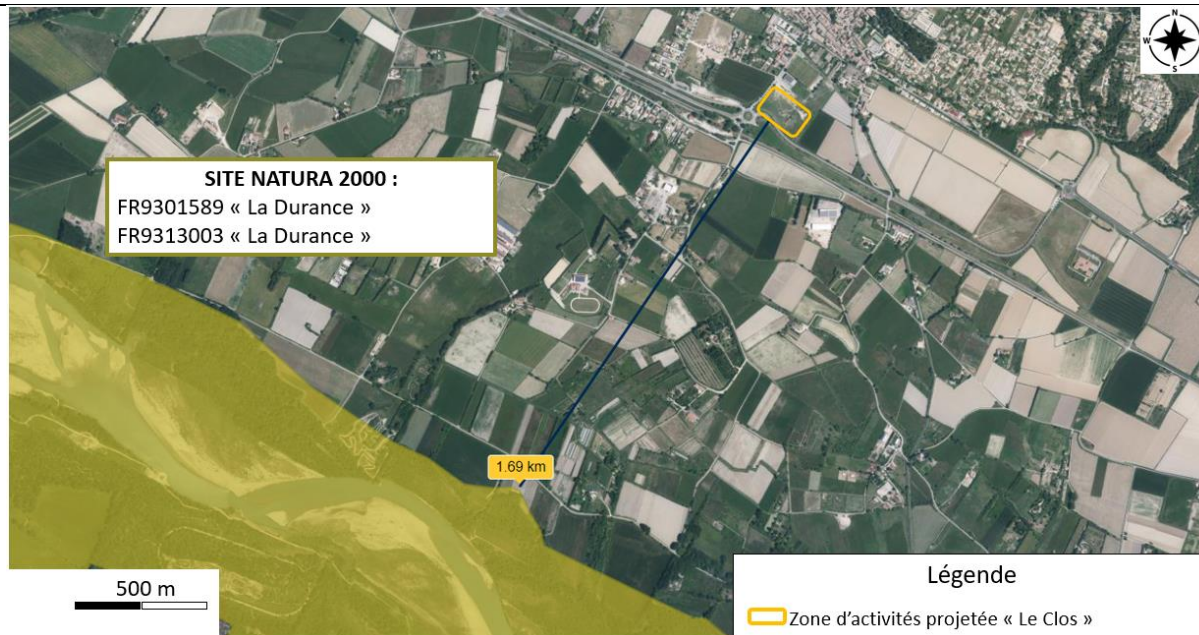 N
W
S
SITE NATURA 2000 :
FR9301589 « La Durance »
FR9313003 « La Durance »
1.69 km
500 m
Légende
Zone d’activités projetée « Le Clos »